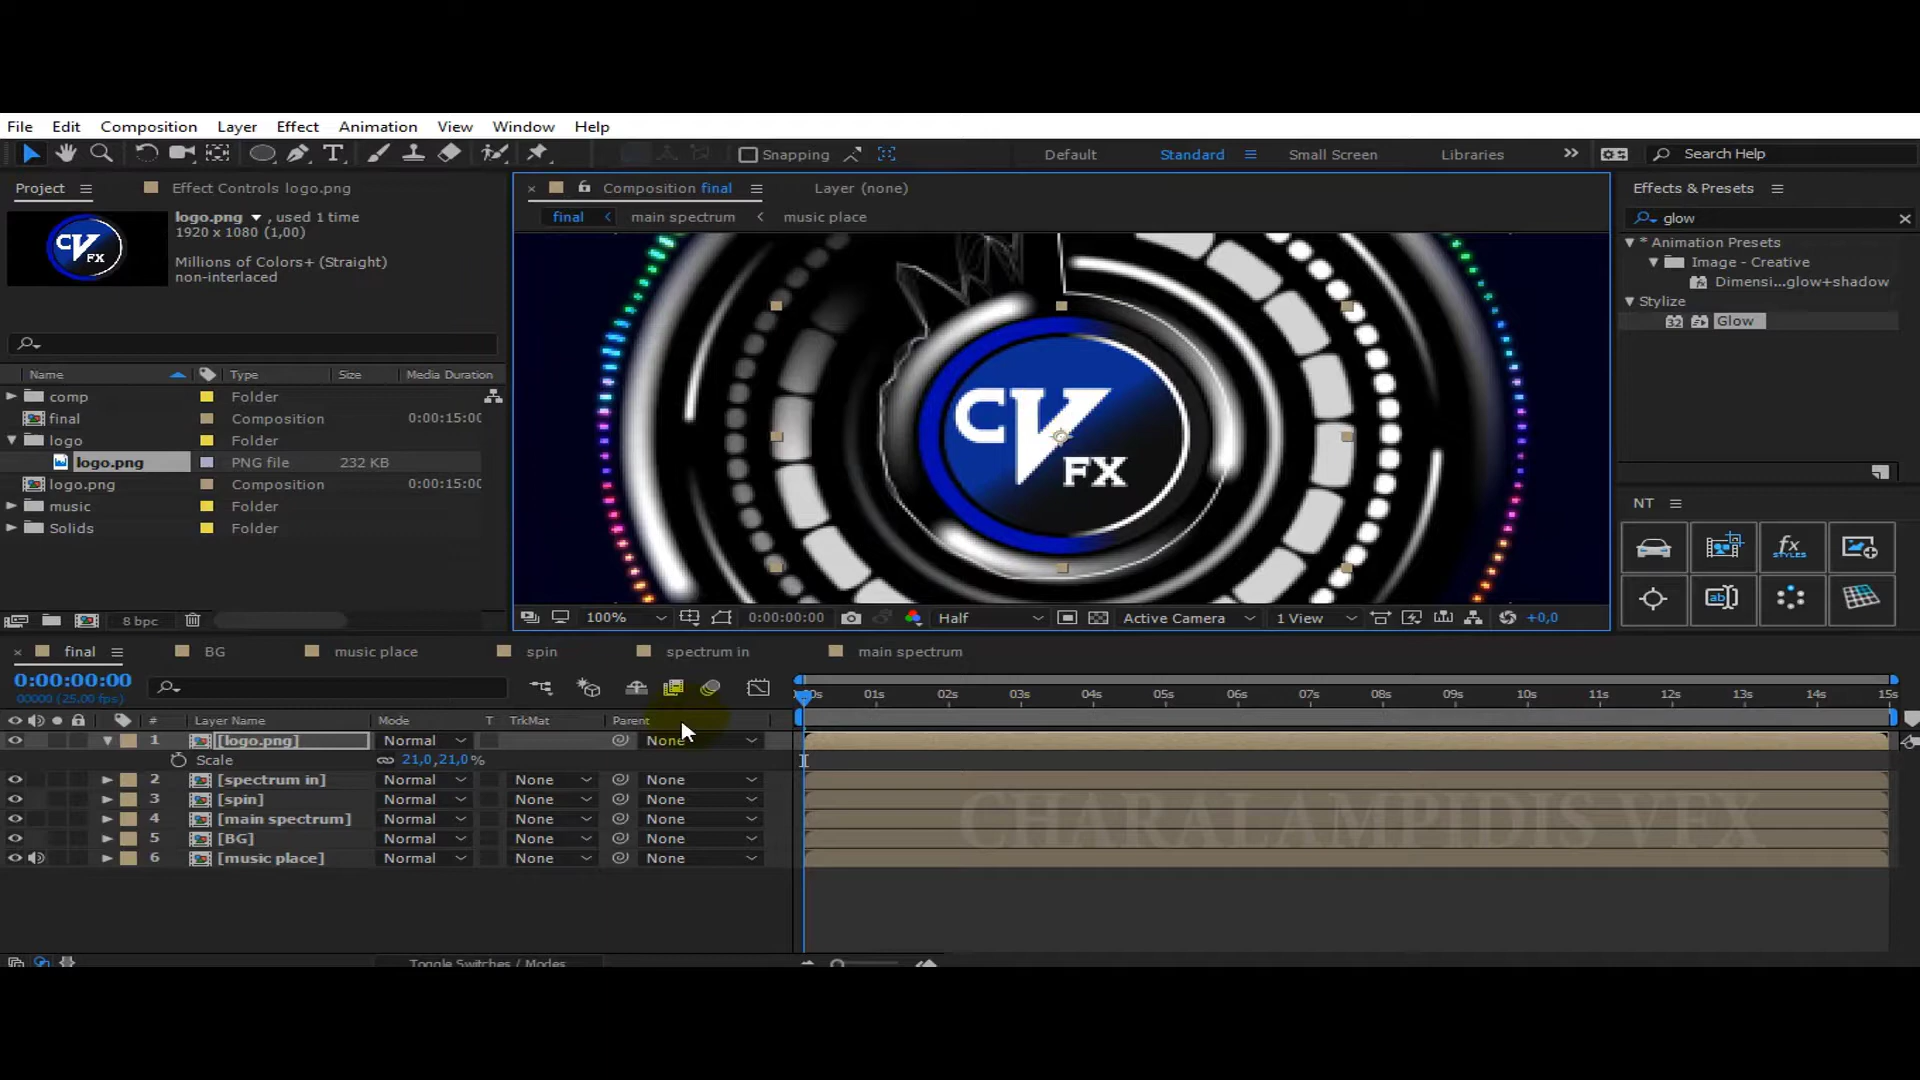 File Edit Composition Layer Effect Animation View Window Help
Snapping Default Standard Small Screen Libraries Search Help
Project Effect Controls logo.png
Composition final Layer (none)
Effects & Presets
logo.png , used 1 time
1920 x 1080 (1,00)
Millions of Colors+ (Straight)
non-interlaced
final main spectrum music place
glow
* Animation Presets
Image - Creative
Dimensi...glow+shadow
Stylize
Glow
CV
FX
CV
FX
Name Type Size Media Duration
comp Folder
final Composition 0:00:15:00
logo Folder
logo.png PNG file 232 KB
logo.png Composition 0:00:15:00
music Folder
Solids Folder
NT
fx
STYLES
ab
8 bpc
100% 0:00:00:00 Half Active Camera 1 View +0,0
final BG music place spin spectrum in main spectrum
0:00:00:00
00000 (25.00 fps)
01s 02s 03s 04s 05s 06s 07s 08s 09s 10s 11s 12s 13s 14s 15s
# Layer Name Mode T TrkMat Parent
1 [logo.png] Normal None
Scale 21,0,21,0%
2 [spectrum in] Normal None None
3 [spin] Normal None None
4 [main spectrum] Normal None None
5 [BG] Normal None None
6 [music place] Normal None None
CHARALAMPIDIS VFX
Toggle Switches / Modes